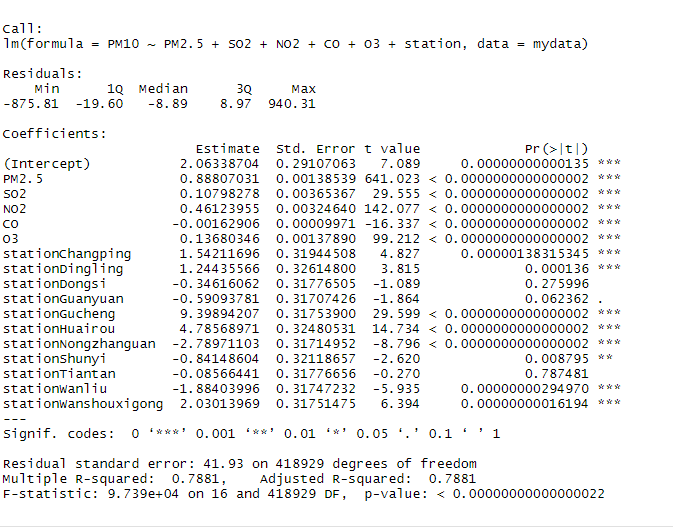 Call:
lm(formula = PM10 ~ PM2.5 + SO2 + NO2 + CO + O3 + station, data = mydata)
Residuals:
    Min      1Q  Median      3Q     Max
-875.81  -19.60   -8.89    8.97  940.31
Coefficients:
                        Estimate  Std. Error t value             Pr(>|t|)
(Intercept)           2.06338704  0.29107063   7.089     0.00000000000135 ***
PM2.5                 0.88807031  0.00138539 641.023 < 0.0000000000000002 ***
SO2                   0.10798278  0.00365367  29.555 < 0.0000000000000002 ***
NO2                   0.46123955  0.00324640 142.077 < 0.0000000000000002 ***
CO                   -0.00162906  0.00009971 -16.337 < 0.0000000000000002 ***
O3                    0.13680346  0.00137890  99.212 < 0.0000000000000002 ***
stationChangping      1.54211696  0.31944508   4.827     0.00000138315345 ***
stationDingling       1.24435566  0.32614800   3.815             0.000136 ***
stationDongsi        -0.34616062  0.31776505  -1.089             0.275996
stationGuanyuan      -0.59093781  0.31707426  -1.864             0.062362 .
stationGucheng        9.39894207  0.31753900  29.599 < 0.0000000000000002 ***
stationHuairou        4.78568971  0.32480531  14.734 < 0.0000000000000002 ***
stationNongzhanguan  -2.78971103  0.31714952  -8.796 < 0.0000000000000002 ***
stationShunyi        -0.84148604  0.32118657  -2.620             0.008795 **
stationTiantan       -0.08566441  0.31776656  -0.270             0.787481
stationWanliu        -1.88403996  0.31747232  -5.935     0.00000000294970 ***
stationWanshouxigong  2.03013969  0.31751475   6.394     0.00000000016194 ***
---
Signif. codes:  0 ‘***’ 0.001 ‘**’ 0.01 ‘*’ 0.05 ‘.’ 0.1 ‘ ’ 1
Residual standard error: 41.93 on 418929 degrees of freedom
Multiple R-squared:  0.7881,    Adjusted R-squared:  0.7881
F-statistic: 9.739e+04 on 16 and 418929 DF,  p-value: < 0.00000000000000022